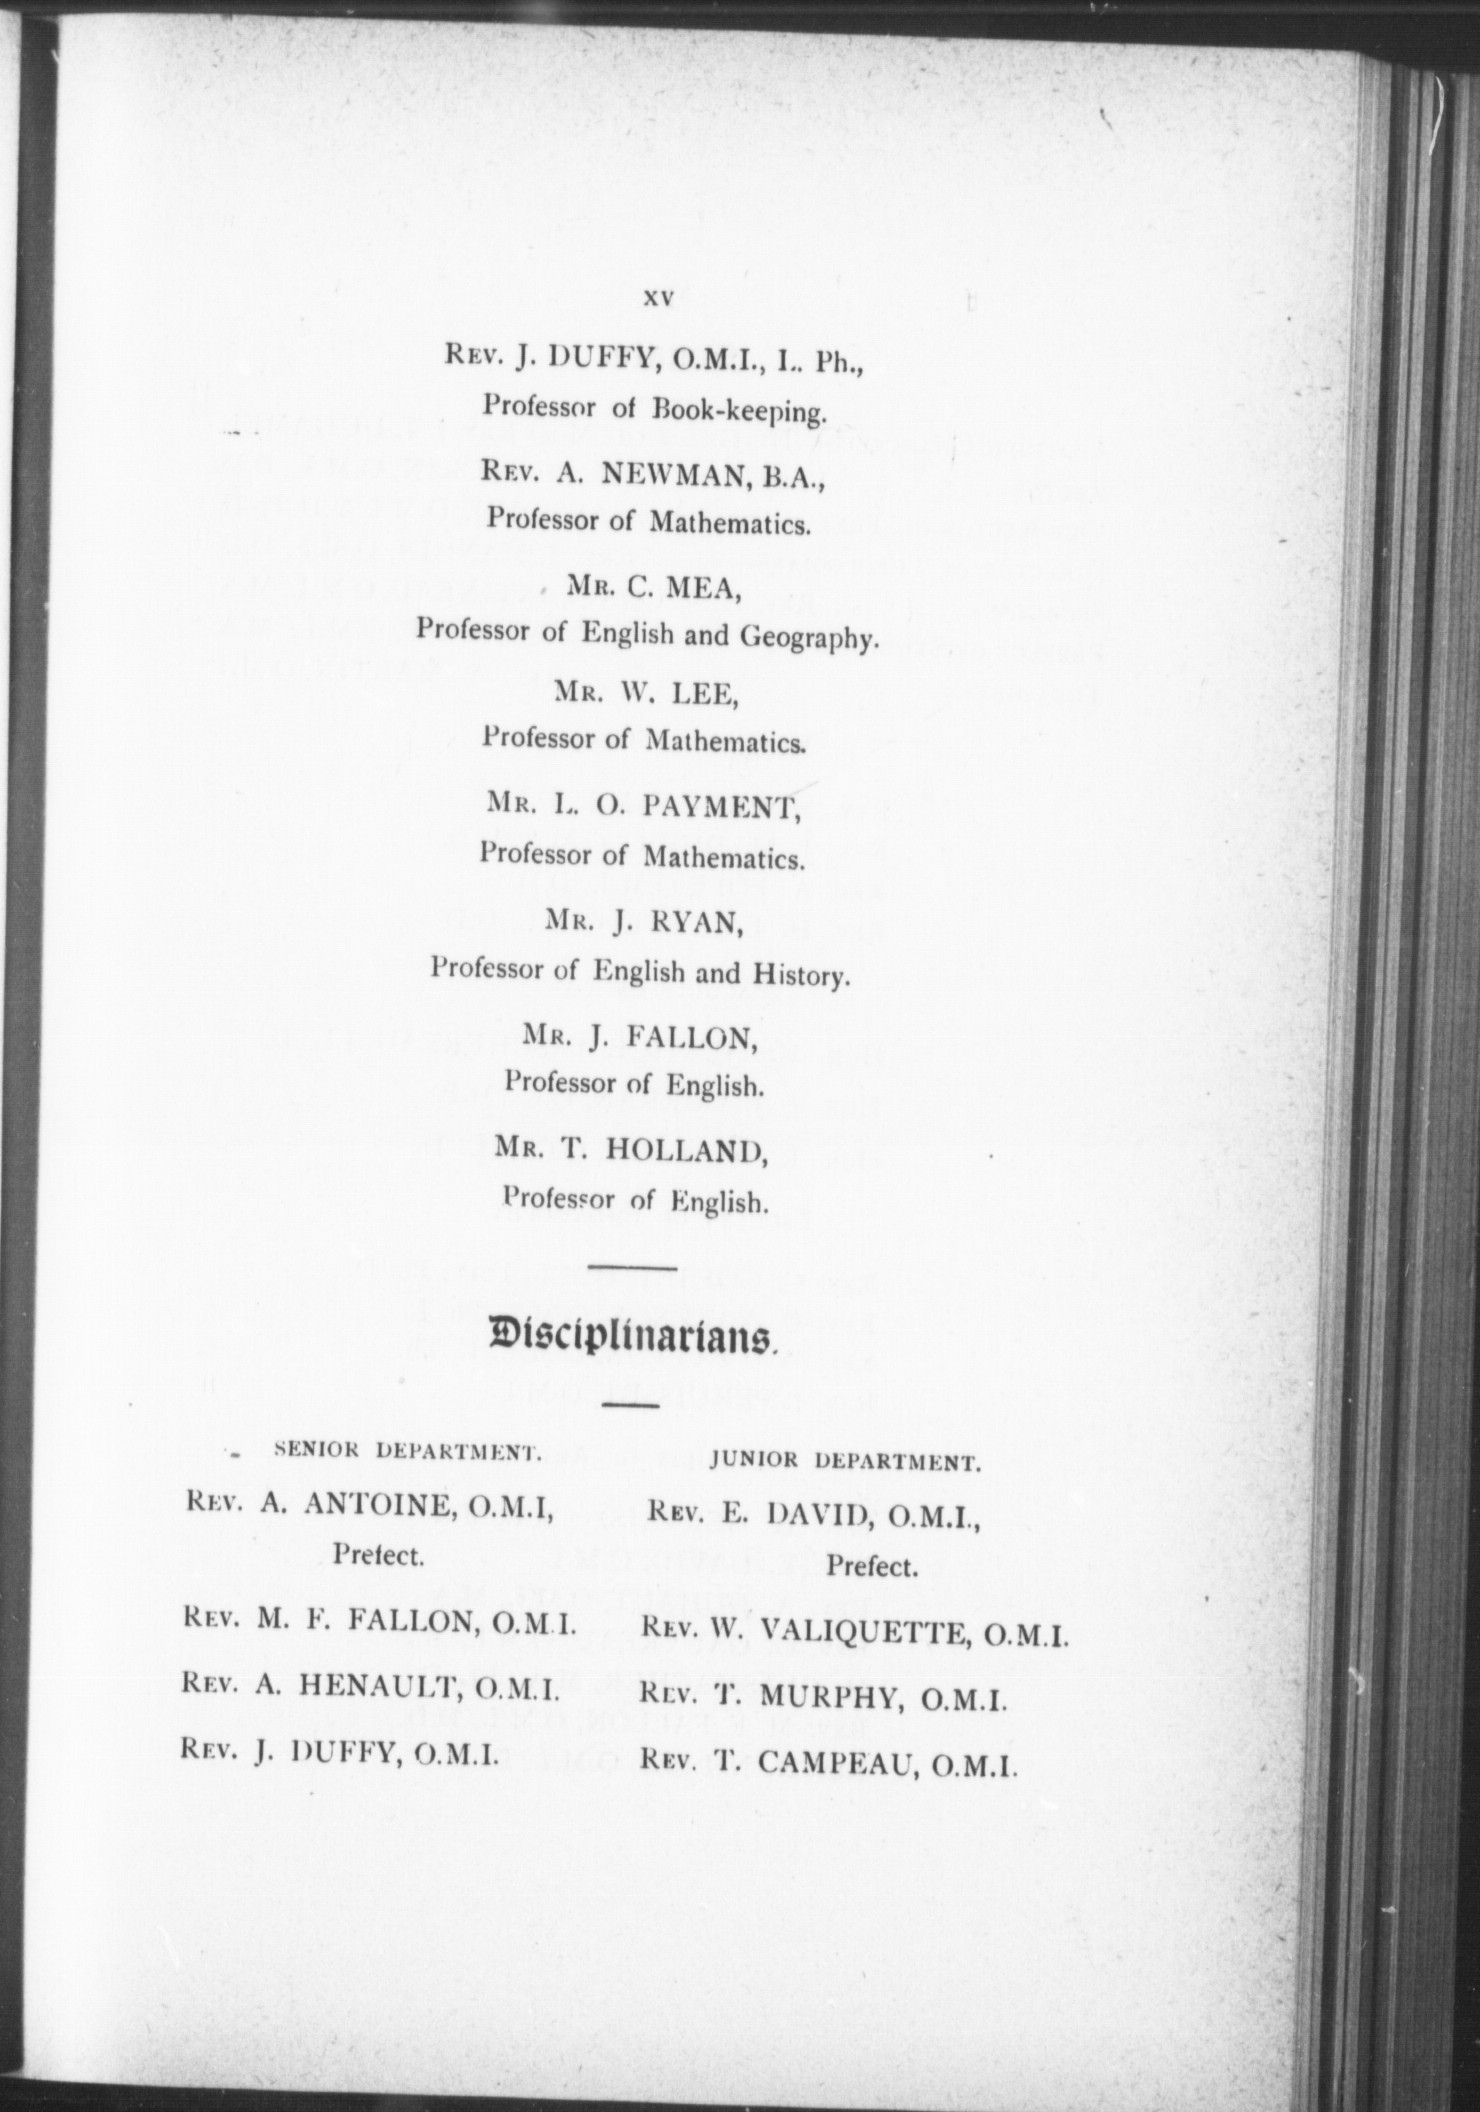 xv
REV. J. DUFFY, O.M.I., L. Ph.,
Professor of Book-keeping.
REV. A. NEWMAN, B.A.,
Professor of Mathematics.
MR. C. MEA,
Professor of English and Geography.
MR. W. LEE,
Professor of Mathematics.
MR. L. O. PAYMENT,
Professor of Mathematics.
MR. J. RYAN,
Professor of English and History.
MR. J. FALLON,
Professor of English.
MR. T. HOLLAND,
Professor of English.
Disciplinarians.
SENIOR DEPARTMENT.
REV. A. ANTOINE, O.M.I,
Prefect.
REV. M. F. FALLON, O.M.I.
REV. A. HENAULT, O.M.I.
REV. J. DUFFY, O.M.I.
JUNIOR DEPARTMENT.
REV. E. DAVID, O.M.I.,
Prefect.
REV. W. VALIQUETTE, O.M.I.
REV. T. MURPHY, O.M.I.
REV. T. CAMPEAU, O.M.I.